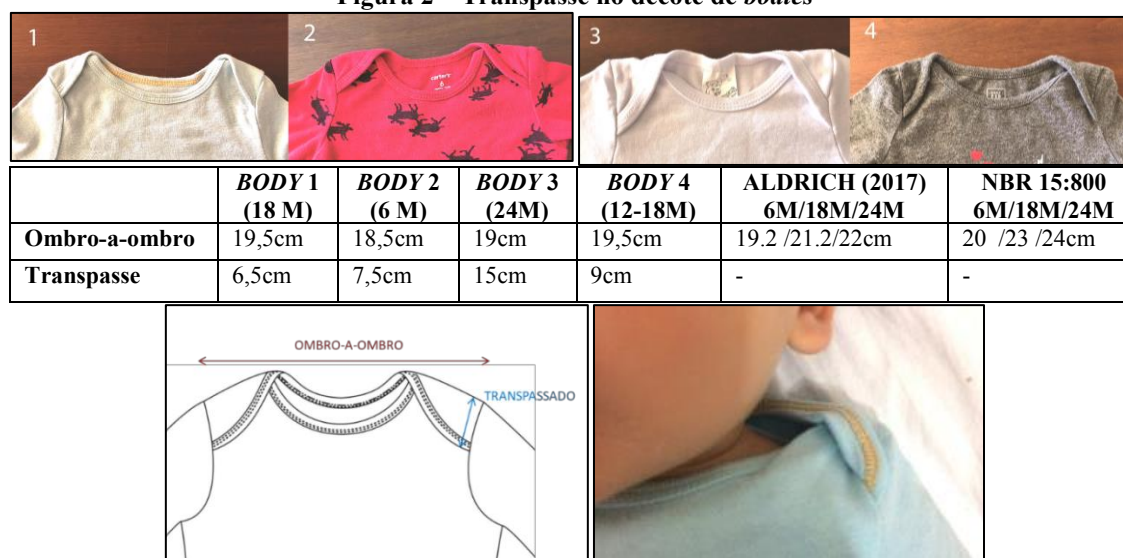 Figura 2 – Transpasse no decote de bodies
1
2
3
4
carter's
6
BODY 1 BODY 2 BODY 3 BODY 4 ALDRICH (2017) NBR 15:800
(18 M) (6 M) (24M) (12-18M) 6M/18M/24M 6M/18M/24M
Ombro-a-ombro 19,5cm 18,5cm 19cm 19,5cm 19.2 /21.2/22cm 20 /23 /24cm
Transpasse 6,5cm 7,5cm 15cm 9cm - -
OMBRO-A-OMBRO
TRANSPASSADO